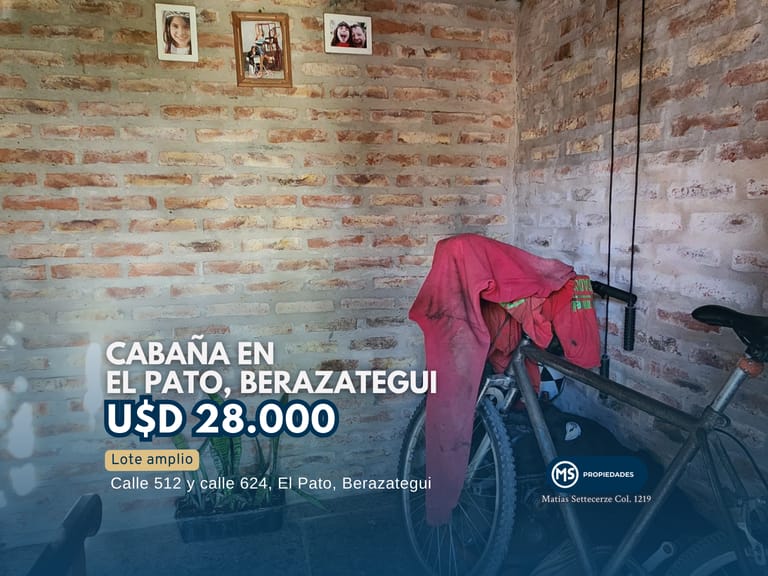 CABAÑA EN
EL PATO, BERAZATEGUI
U$D 28.000
Lote amplio
Calle 512 y calle 624, El Pato, Berazategui
MS PROPIEDADES
Matías Settecerze Col. 1219